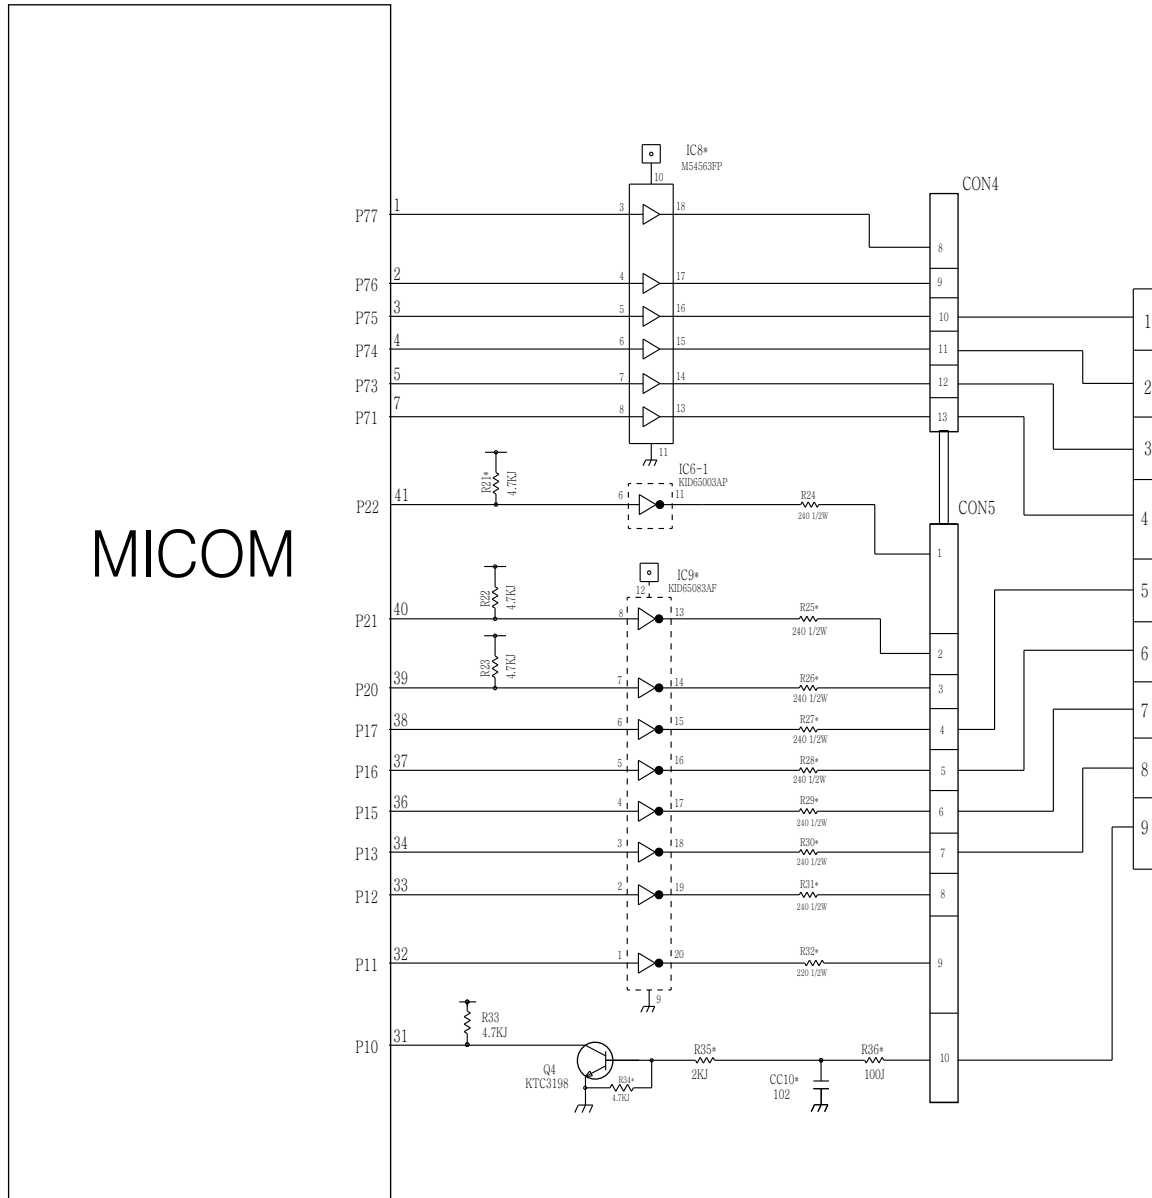 MICOM
IC8*
M54563FP
10
CON4
P77 1 3 18 8
P76 2 4 17 9
P75 3 5 16 10 1
P74 4 6 15 11
2
P73 5 7 14 12
P71 7 8 13 13
3
11
R21*
4.7KJ
IC6-1
KID65003AP
P22 41 6 11 R24
240 1/2W
CON5
4
1
IC9*
KID65083AF
12
R22
4.7KJ
5
P21 40 8 13 R25*
240 1/2W
2
6
R23
4.7KJ
P20 39 7 14 R26*
240 1/2W
3
7
P17 38 6 15 R27*
240 1/2W
4
P16 37 5 16 R28*
240 1/2W
5
8
P15 36 4 17 R29*
240 1/2W
6
9
P13 34 3 18 R30*
240 1/2W
7
P12 33 2 19 R31*
240 1/2W
8
P11 32 1 20 R32*
220 1/2W
9
9
R33
4.7KJ
P10 31
Q4
KTC3198
R34*
4.7KJ
R35*
2KJ
CC10*
102
R36*
100J
10